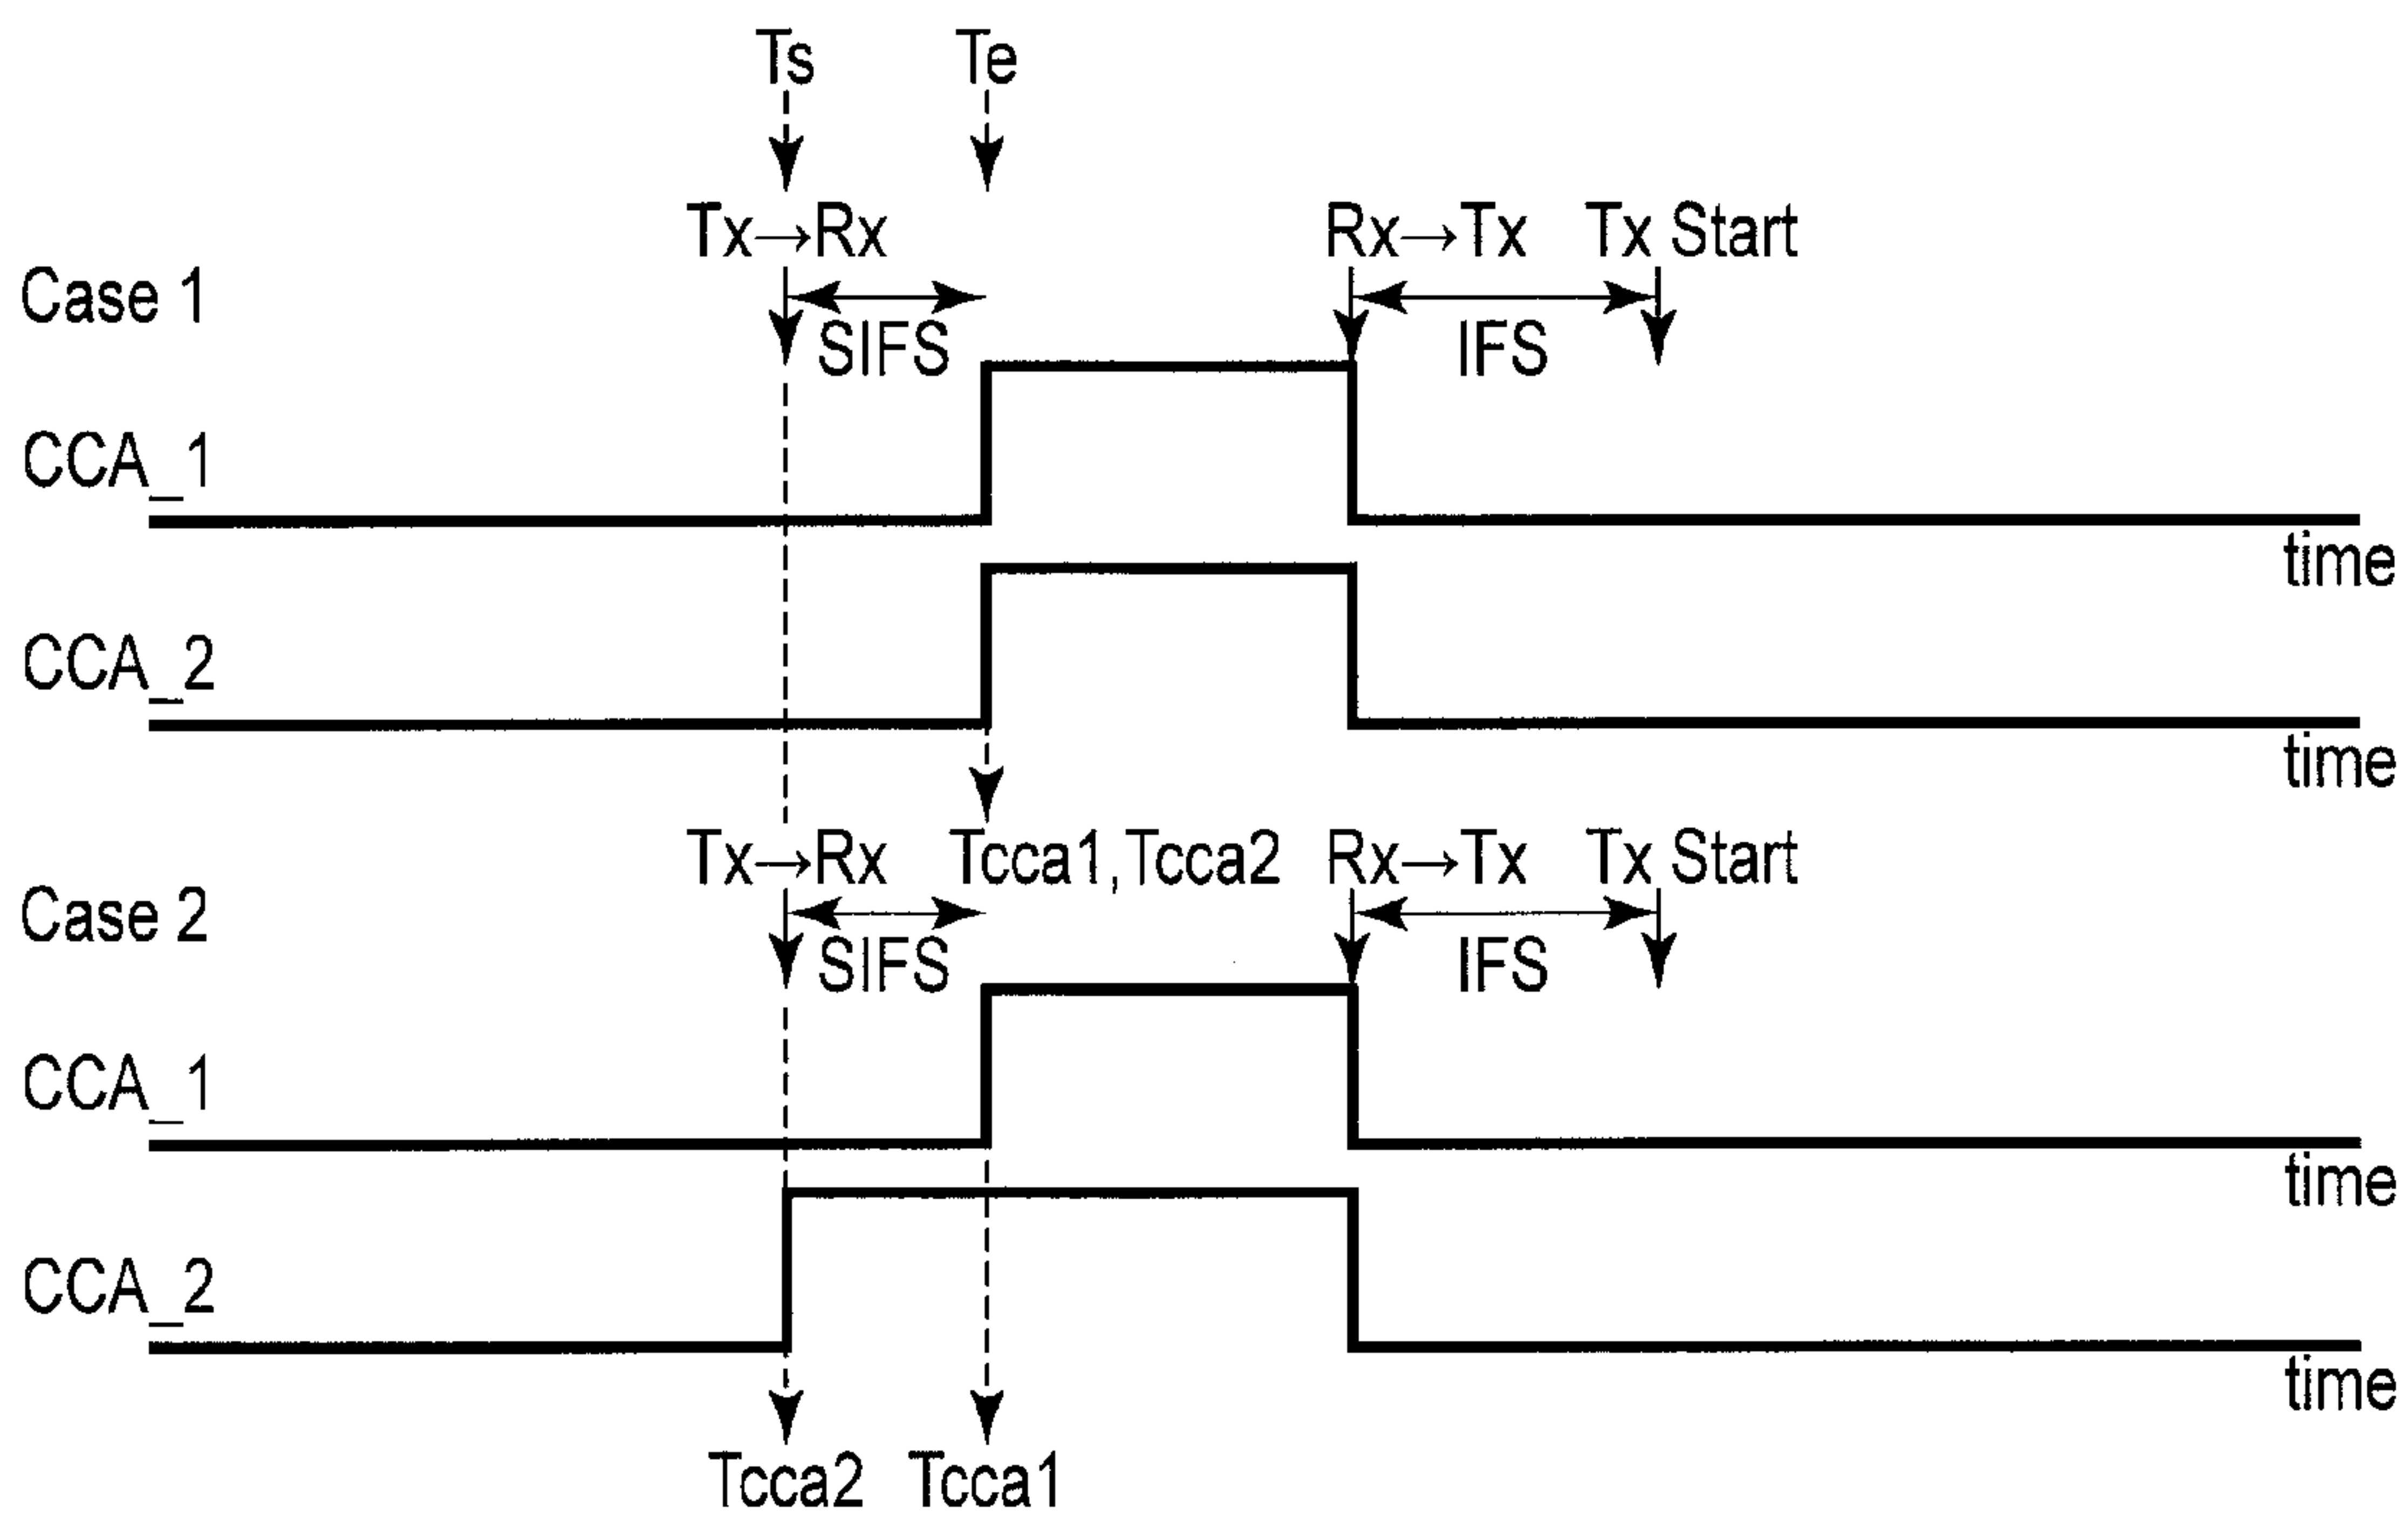 Ts Te
Tx→Rx Rx→Tx Tx Start
Case 1
SIFS IFS
CCA_1
time
CCA_2
time
Tx→Rx Tcca1,Tcca2 Rx→Tx Tx Start
Case 2
SIFS IFS
CCA_1
time
CCA_2
time
Tcca2 Tcca1